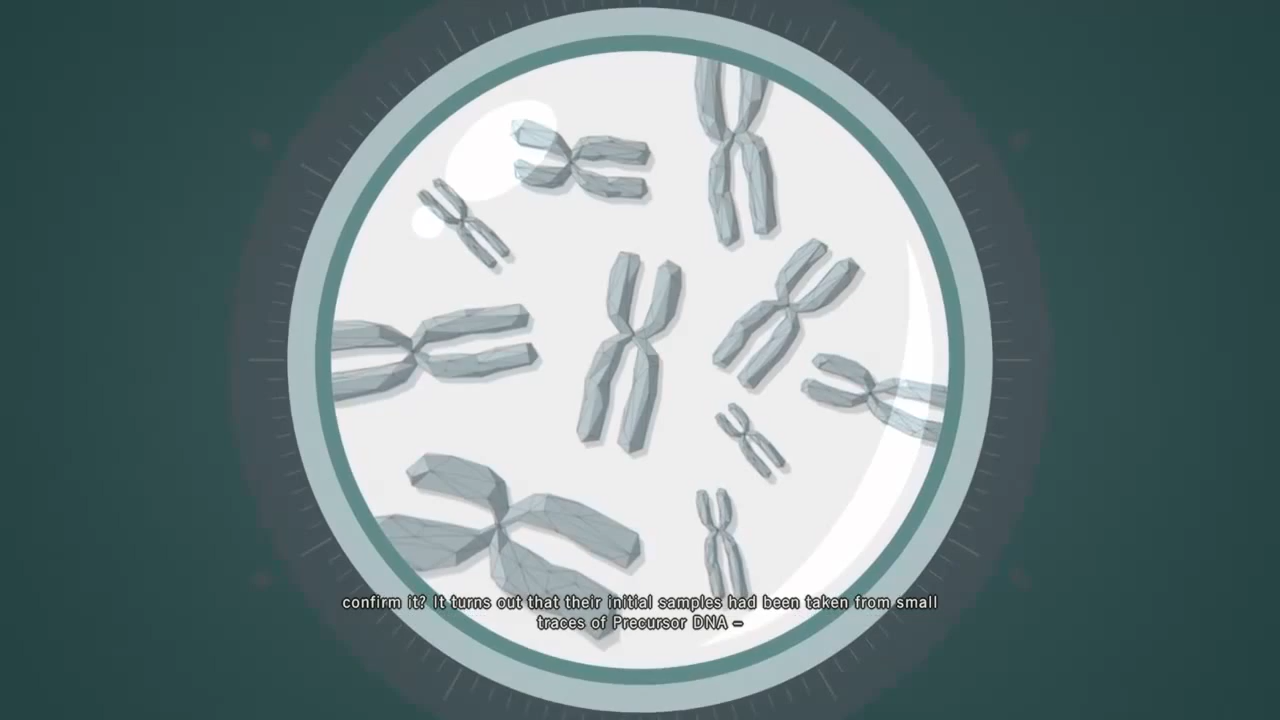 confirm it? It turns out that their initial samples had been taken from small
traces of Precursor DNA –